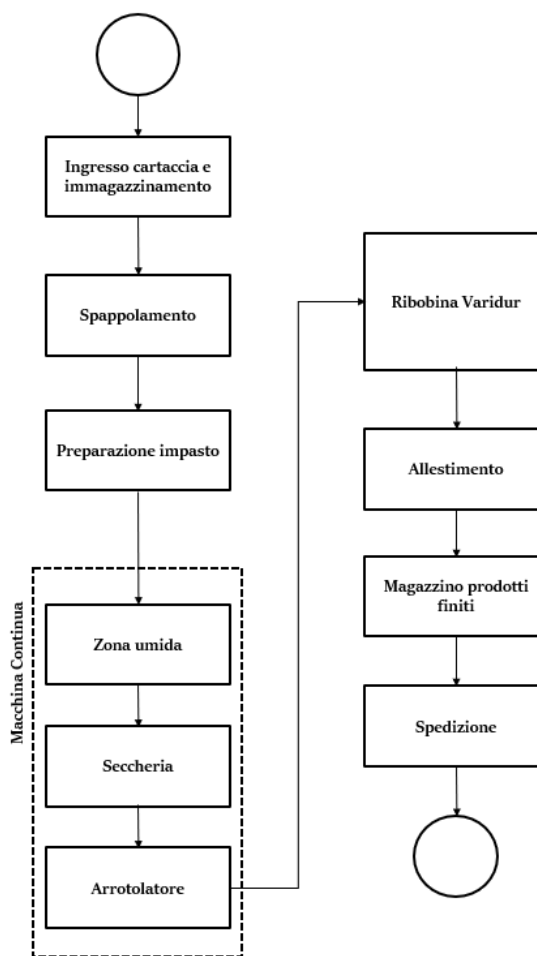 Ingresso cartaccia e
immagazzinamento
Spappolamento
Preparazione impasto
Macchina Continua
Zona umida
Seccheria
Arrotolatore
Ribobina Varidur
Allestimento
Magazzino prodotti
finiti
Spedizione